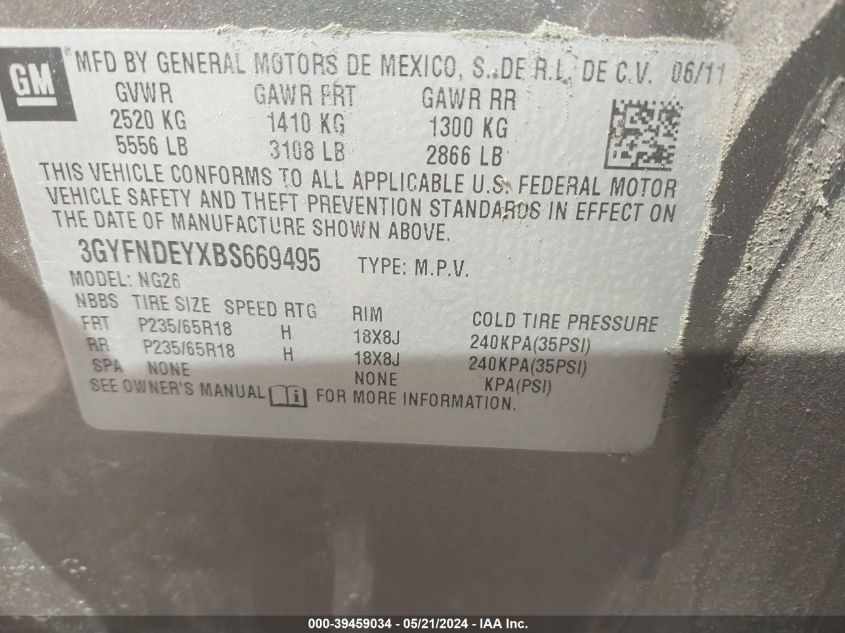 GM
® MFD BY GENERAL MOTORS DE MEXICO, S. DE R.L. DE C.V. 06/11
GVWR GAWR FRT GAWR RR
2520 KG 1410 KG 1300 KG
5556 LB 3108 LB 2866 LB
THIS VEHICLE CONFORMS TO ALL APPLICABLE U.S. FEDERAL MOTOR
VEHICLE SAFETY AND THEFT PREVENTION STANDARDS IN EFFECT ON
THE DATE OF MANUFACTURE SHOWN ABOVE.
3GYFNDEYXBS669495 TYPE: M.P.V.
MODEL: NG26
NBBS TIRE SIZE SPEED RTG RIM COLD TIRE PRESSURE
FRT P235/65R18 H 18X8J 240KPA(35PSI)
RR P235/65R18 H 18X8J 240KPA(35PSI)
SPA NONE NONE KPA(PSI)
SEE OWNER'S MANUAL i FOR MORE INFORMATION.
000-39459034 - 05/21/2024 - IAA Inc.